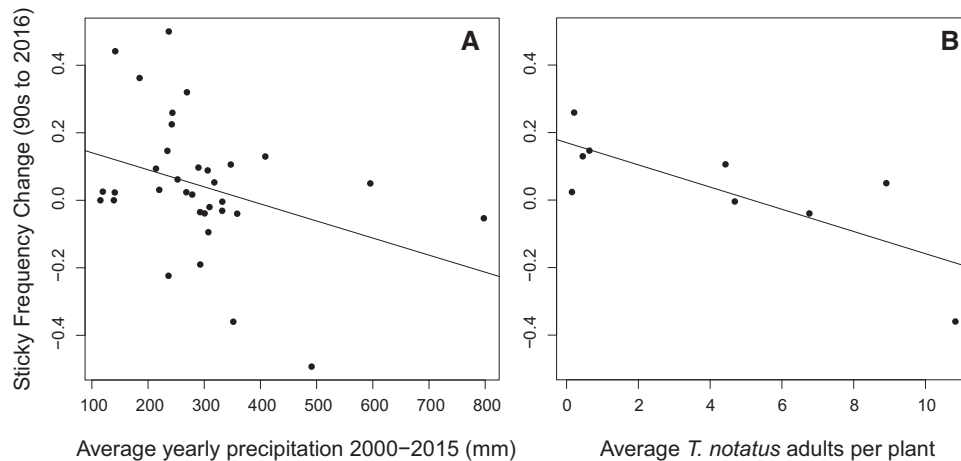 A
B
Sticky Frequency Change (90s to 2016)
0.4
0.2
0.0
−0.2
−0.4
0.4
0.2
0.0
−0.2
−0.4
100 200 300 400 500 600 700 800
0 2 4 6 8 10
Average yearly precipitation 2000−2015 (mm)
Average T. notatus adults per plant